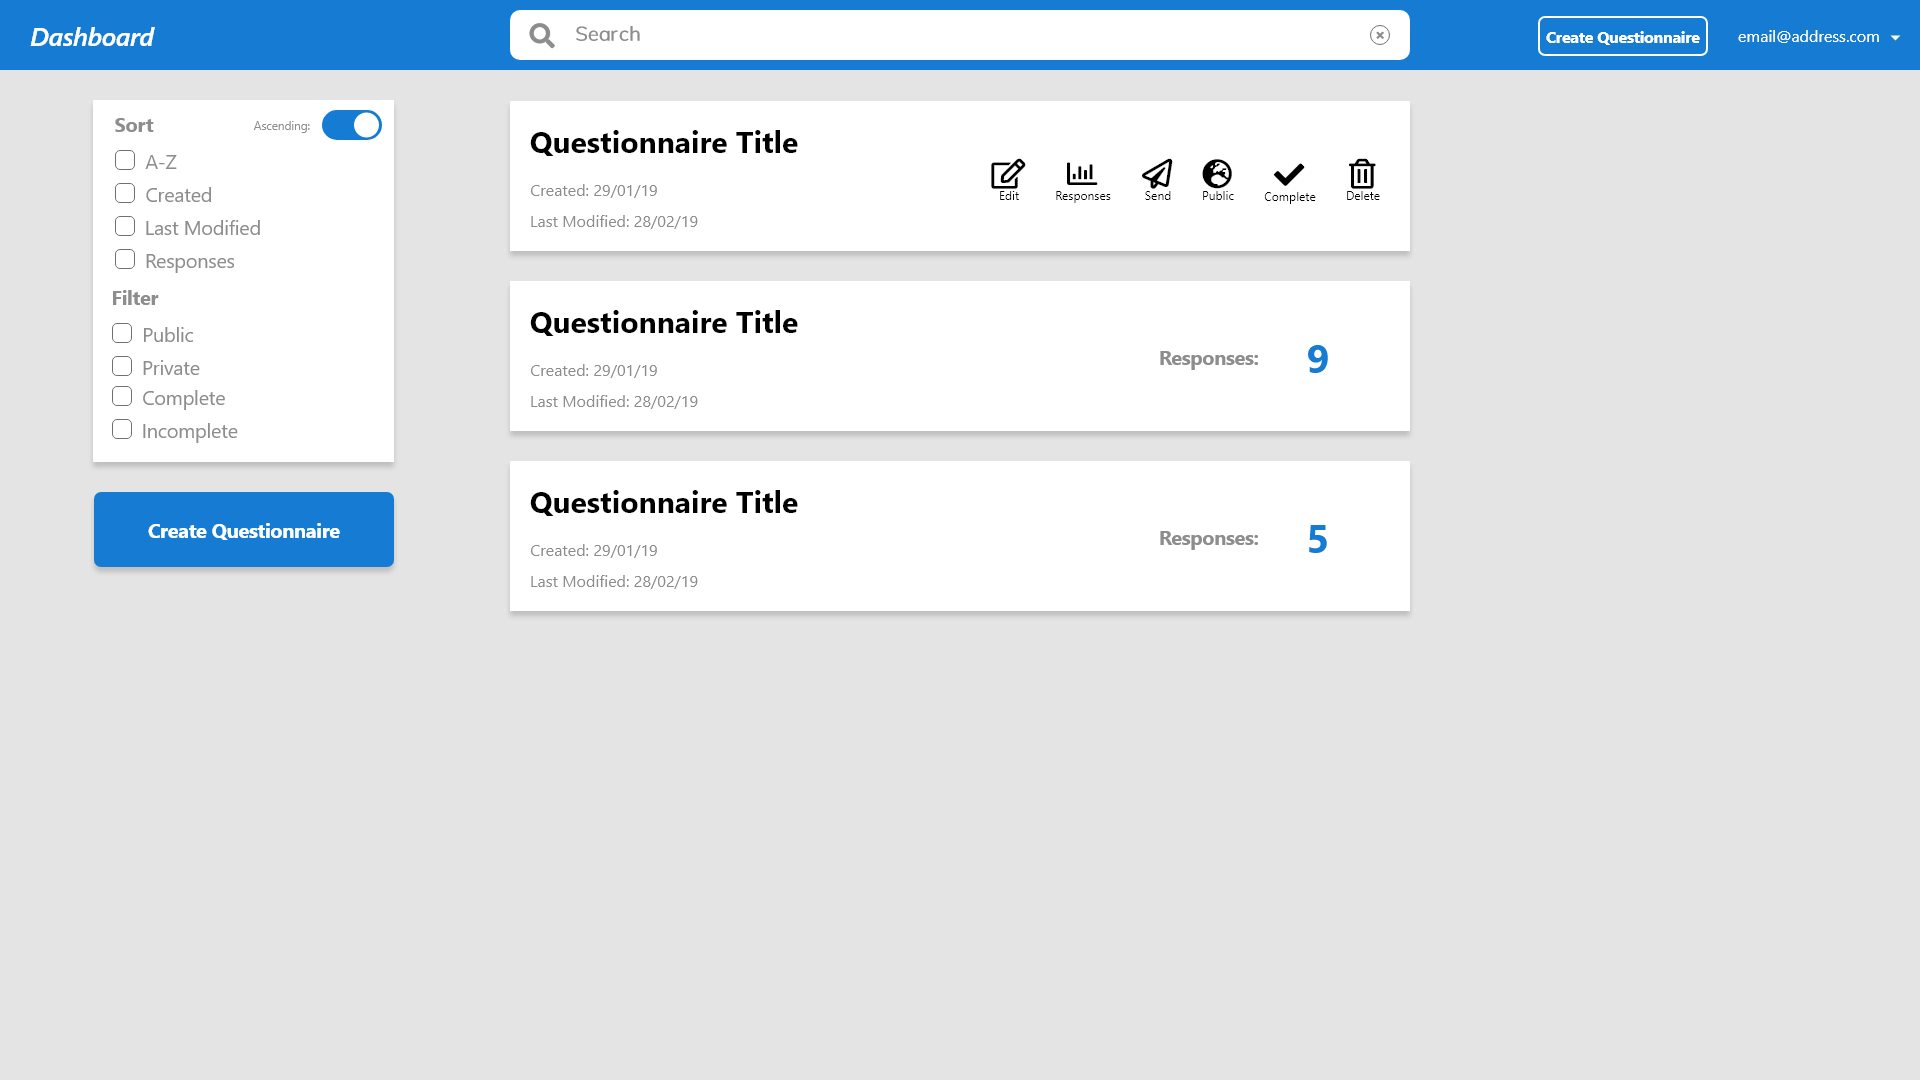 Dashboard
Search
Create Questionnaire
email@address.com
Sort
Ascending:
A-Z
Created
Last Modified
Responses
Filter
Public
Private
Complete
Incomplete
Create Questionnaire
Questionnaire Title
Created: 29/01/19
Last Modified: 28/02/19
Edit
Responses
Send
Public
Complete
Delete
Questionnaire Title
Created: 29/01/19
Last Modified: 28/02/19
Responses: 9
Questionnaire Title
Created: 29/01/19
Last Modified: 28/02/19
Responses: 5